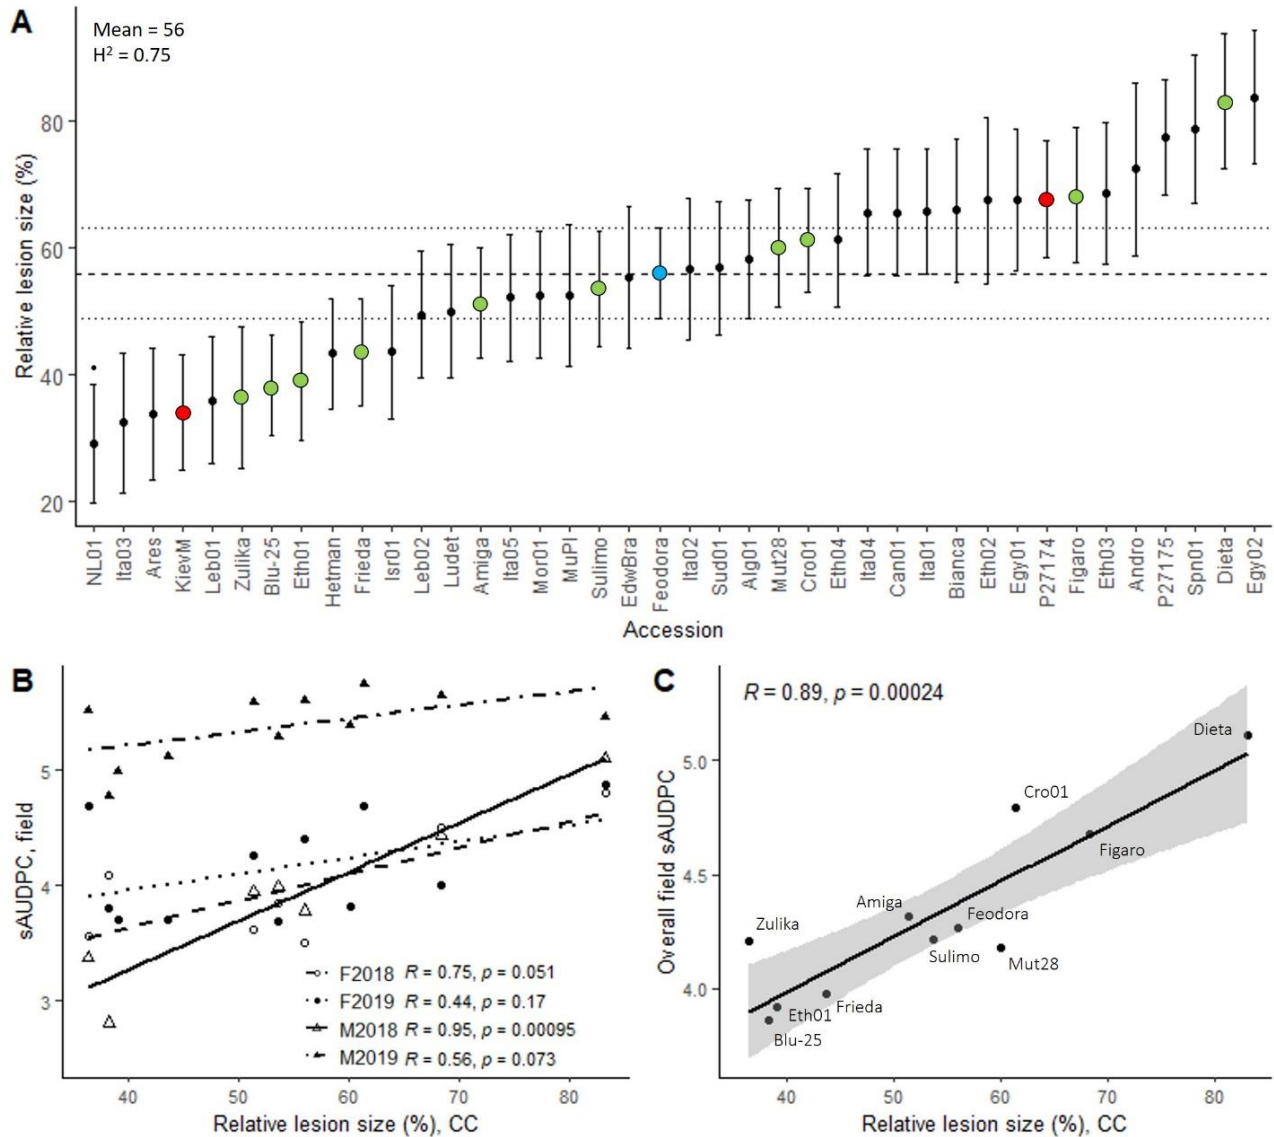 A
Mean = 56
H² = 0.75
Relative lesion size (%)
80
60
40
20
NL01
Ita03
Ares
KievM
Leb01
Zulika
Blu-25
Eth01
Hetman
Frieda
Isr01
Leb02
Ludet
Amiga
Ita05
Mor01
MuPl
Sulimo
EdwBra
Feodora
Ita02
Sud01
Alg01
Mut28
Cro01
Eth04
Ita04
Can01
Ita01
Bianca
Eth02
Egy01
P27174
Figaro
Eth03
Andro
P27175
Spn01
Dieta
Egy02
Accession
B
sAUDPC, field
5
4
3
F2018 R = 0.75, p = 0.051
F2019 R = 0.44, p = 0.17
M2018 R = 0.95, p = 0.00095
M2019 R = 0.56, p = 0.073
40 50 60 70 80
Relative lesion size (%), CC
C
R = 0.89, p = 0.00024
Overall field sAUDPC
5.0
4.5
4.0
Dieta
Cro01
Figaro
Amiga
Feodora
Zulika
Sulimo
Mut28
Frieda
Eth01
Blu-25
40 50 60 70 80
Relative lesion size (%), CC